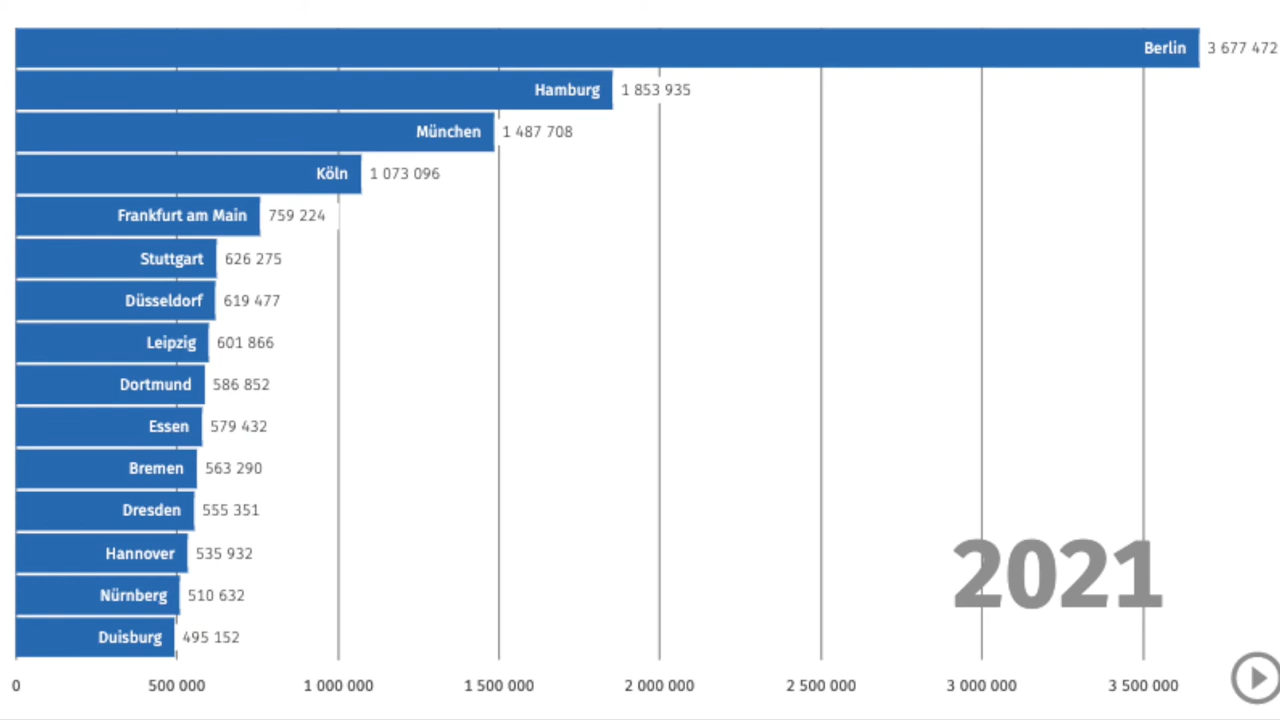 Berlin 3 677 472
Hamburg 1 853 935
München 1 487 708
Köln 1 073 096
Frankfurt am Main 759 224
Stuttgart 626 275
Düsseldorf 619 477
Leipzig 601 866
Dortmund 586 852
Essen 579 432
Bremen 563 290
Dresden 555 351
Hannover 535 932
Nürnberg 510 632
Duisburg 495 152
2021
0 500 000 1 000 000 1 500 000 2 000 000 2 500 000 3 000 000 3 500 000